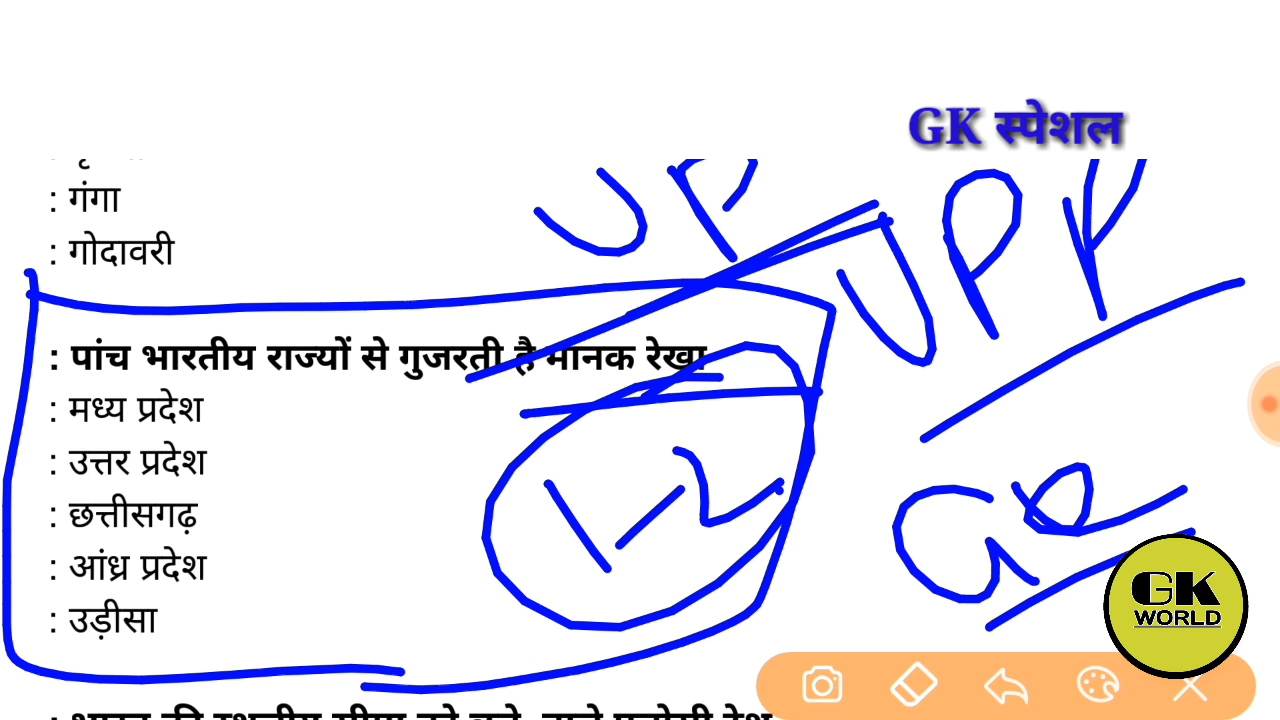 GK स्पेशल
: गंगा
: गोदावरी
UP
UPP
: पांच भारतीय राज्यों से गुजरती है मानक रेखा
: मध्य प्रदेश
: उत्तर प्रदेश
: छत्तीसगढ़
: आंध्र प्रदेश
: उड़ीसा
1-2
GK
WORLD